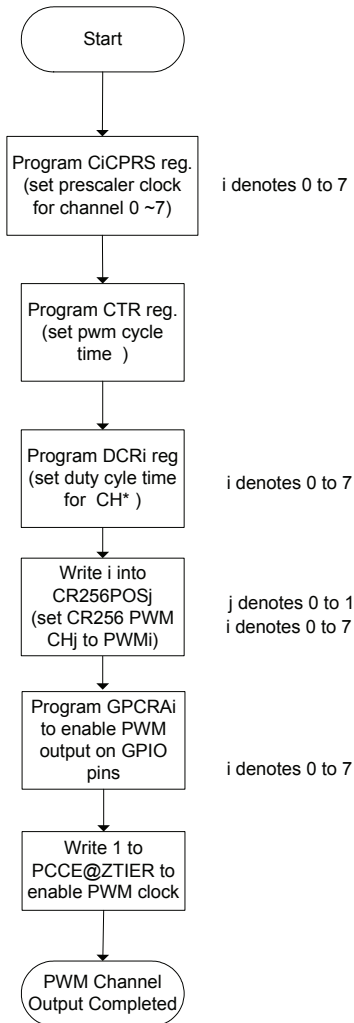 Start
Program CiCPRS reg.
(set prescaler clock
for channel 0 ~7)
i denotes 0 to 7
Program CTR reg.
(set pwm cycle
time )
Program DCRi reg
(set duty cyle time
for CH* )
i denotes 0 to 7
Write i into
CR256POSj
(set CR256 PWM
CHj to PWMi)
j denotes 0 to 1
i denotes 0 to 7
Program GPCRAi
to enable PWM
output on GPIO
pins
i denotes 0 to 7
Write 1 to
PCCE@ZTIER to
enable PWM clock
PWM Channel
Output Completed